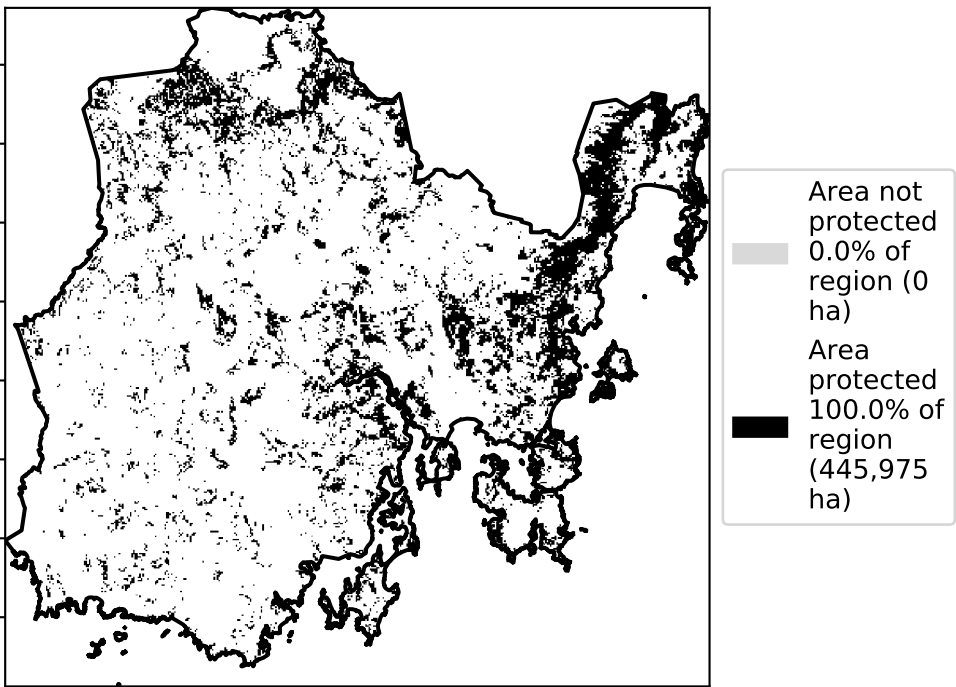 Area not
protected
0.0% of
region (0
ha)
Area
protected
100.0% of
region
(445,975
ha)